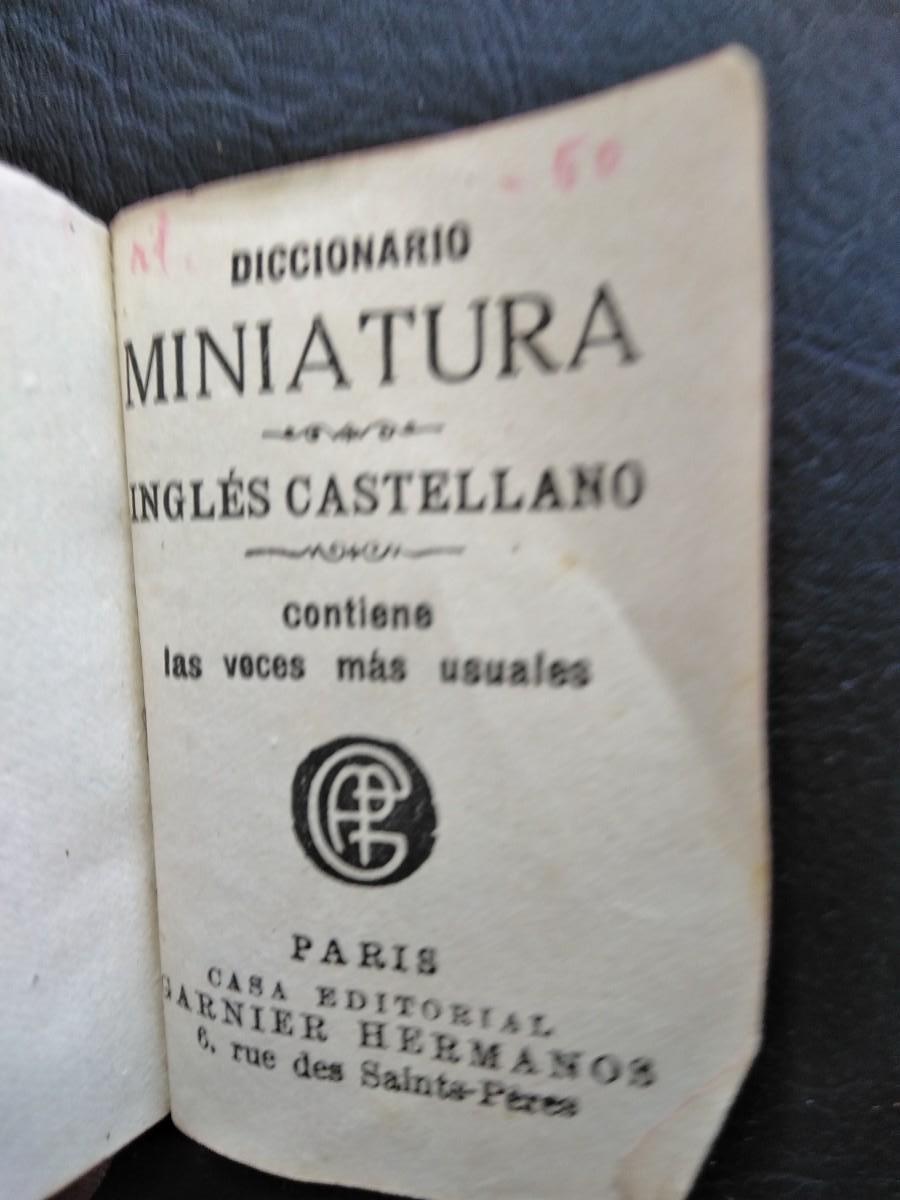 - 60
DICCIONARIO
MINIATURA
INGLÉS CASTELLANO
contiene
las voces más usuales
PARIS
CASA EDITORIAL
GARNIER HERMANOS
6, rue des Saints-Pères